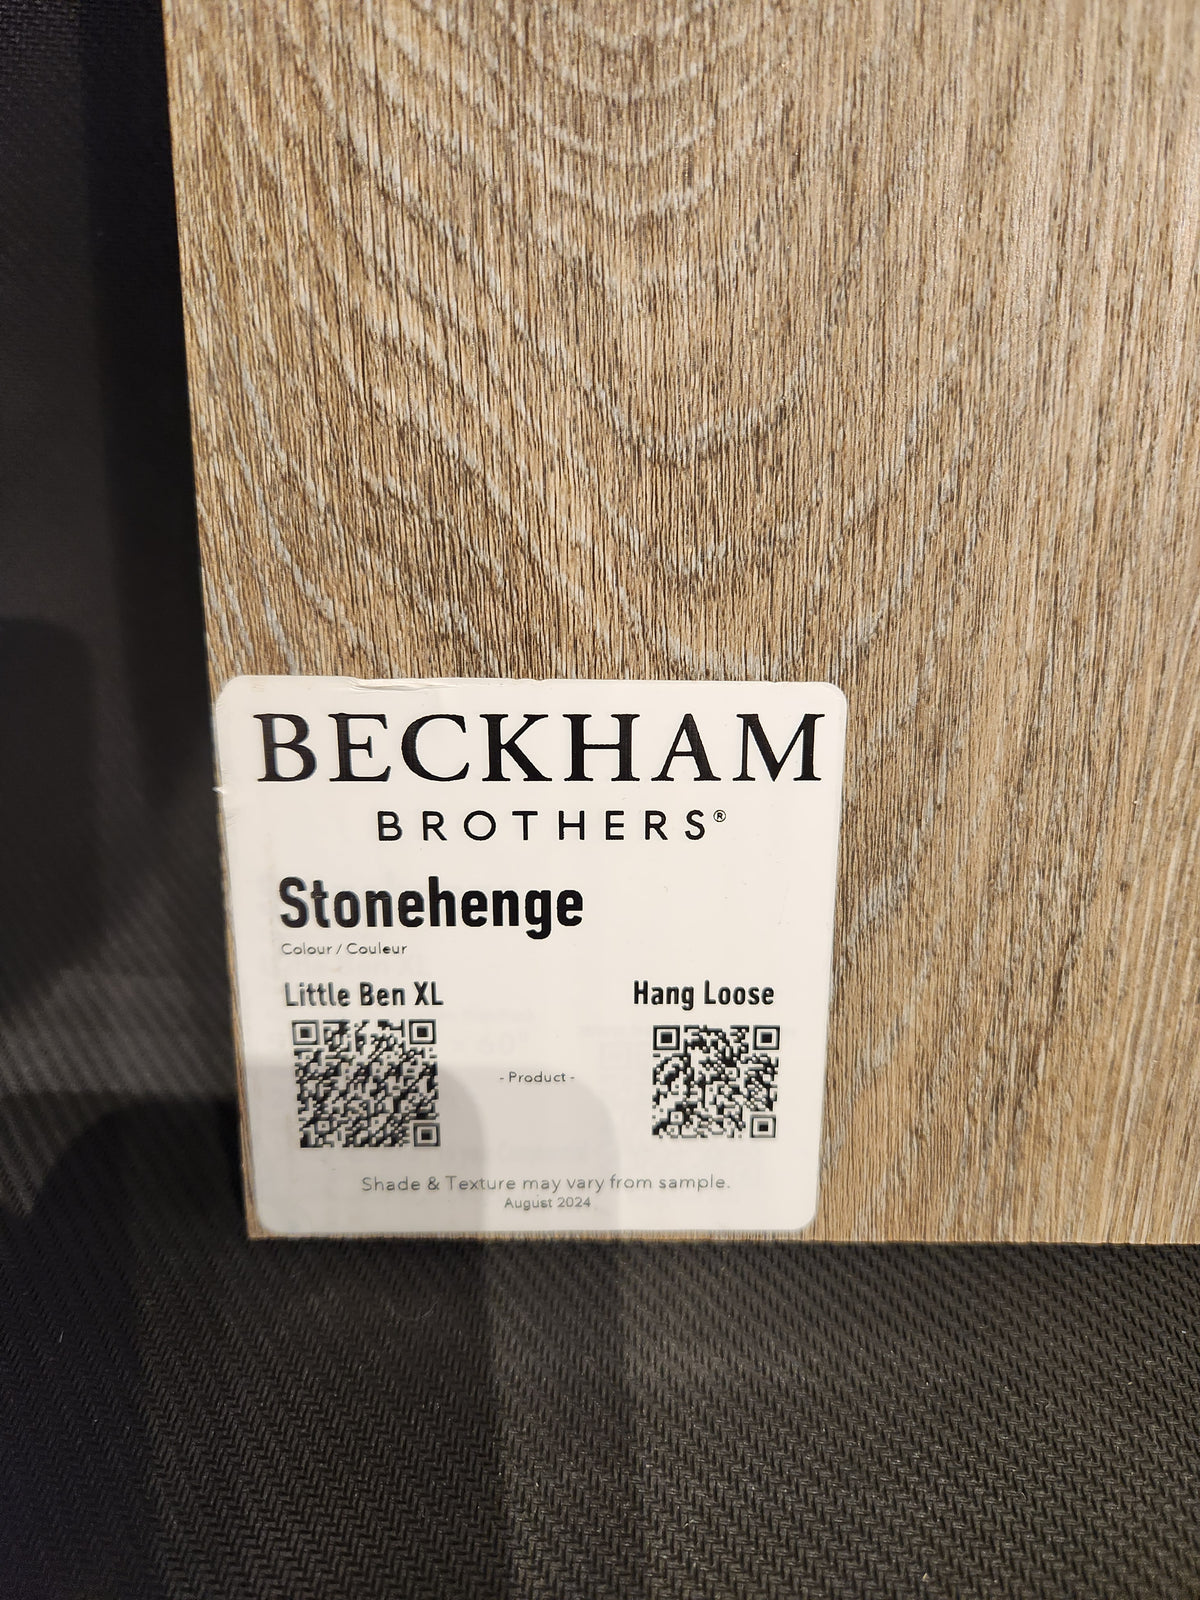 BECKHAM
BROTHERS®
Stonehenge
Colour / Couleur
Little Ben XL
Hang Loose
- Product -
Shade & Texture may vary from sample.
August 2024